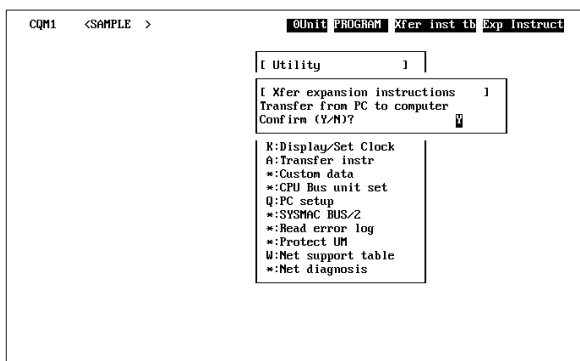 CQM1 <SAMPLE > 0Unit PROGRAM Xfer inst tb Exp Instruct
[ Utility ]
[ Xfer expansion instructions ]
Transfer from PC to computer
Confirm (Y/N)? Y
K:Display/Set Clock
A:Transfer instr
*:Custom data
*:CPU Bus unit set
Q:PC setup
*:SYSMAC BUS/2
*:Read error log
*:Protect UM
W:Net support table
*:Net diagnosis